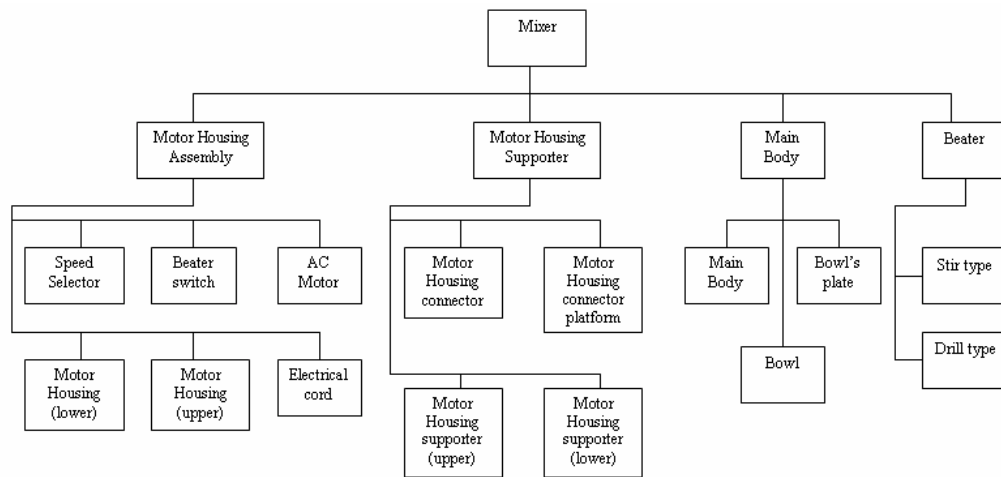 Mixer
Motor Housing
Assembly
Motor Housing
Supporter
Main
Body
Beater
Speed
Selector
Beater
switch
AC
Motor
Motor
Housing
connector
Motor
Housing
connector
platform
Main
Body
Bowl's
plate
Stir type
Motor
Housing
(lower)
Motor
Housing
(upper)
Electrical
cord
Motor
Housing
supporter
(upper)
Motor
Housing
supporter
(lower)
Bowl
Drill type